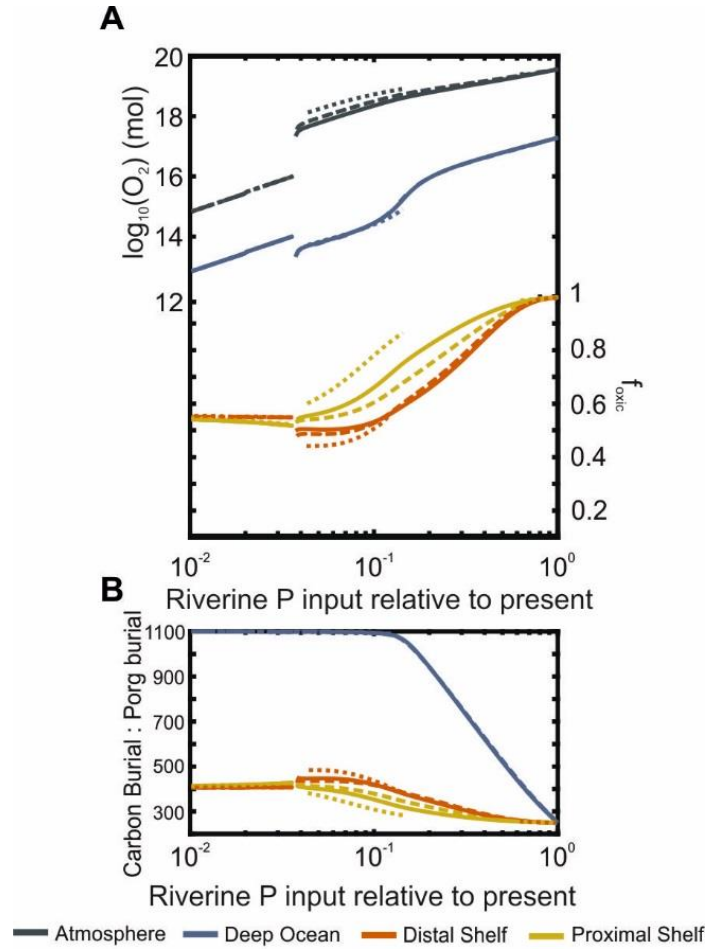 A
20
18
16
14
12
log₁₀(O₂) (mol)
1
0.8
0.6
0.4
0.2
f_oxic
10⁻² 10⁻¹ 10⁰
Riverine P input relative to present
B
1100
900
700
500
300
Carbon Burial : Porg burial
10⁻² 10⁻¹ 10⁰
Riverine P input relative to present
Atmosphere Deep Ocean Distal Shelf Proximal Shelf